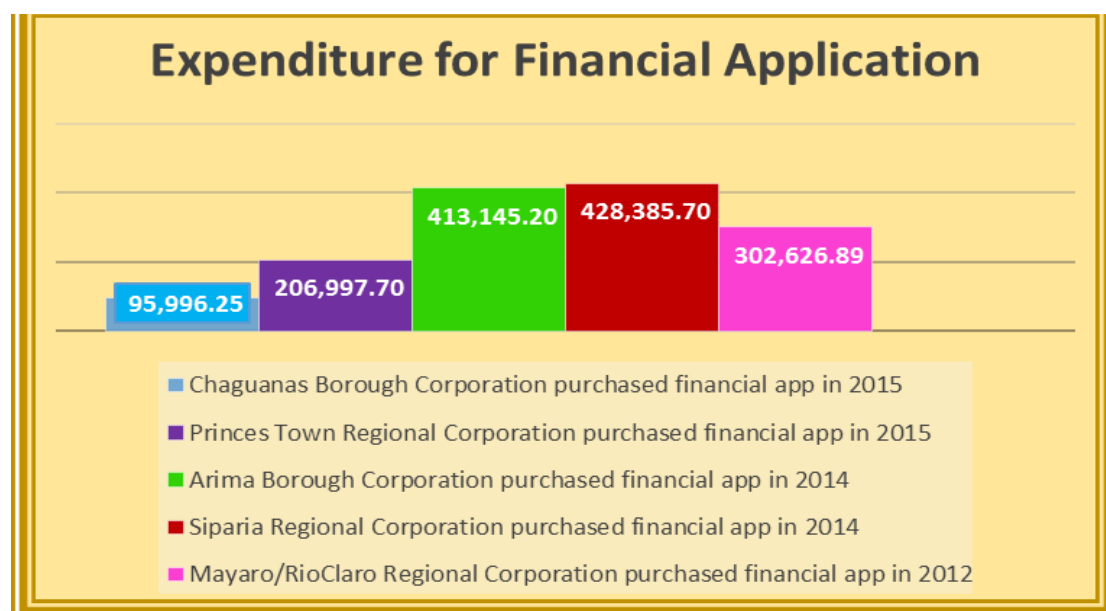 Expenditure for Financial Application
413,145.20 428,385.70
302,626.89
206,997.70
95,996.25
Chaguanas Borough Corporation purchased financial app in 2015
Princes Town Regional Corporation purchased financial app in 2015
Arima Borough Corporation purchased financial app in 2014
Siparia Regional Corporation purchased financial app in 2014
Mayaro/RioClaro Regional Corporation purchased financial app in 2012